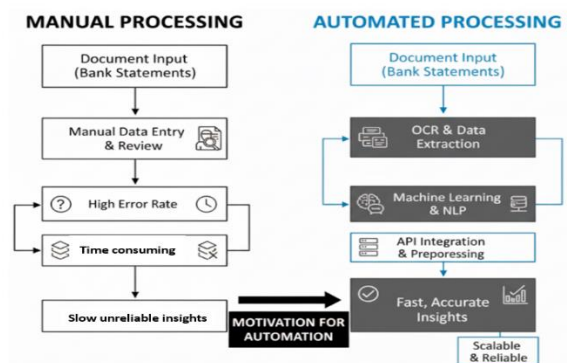 MANUAL PROCESSING
Document Input
(Bank Statements)
Manual Data Entry
& Review
High Error Rate
Time consuming
Slow unreliable insights
MOTIVATION FOR
AUTOMATION
AUTOMATED PROCESSING
Document Input
(Bank Statements)
OCR & Data
Extraction
Machine Learning
& NLP
API Integration
& Preporessing
Fast, Accurate
Insights
Scalable
& Reliable